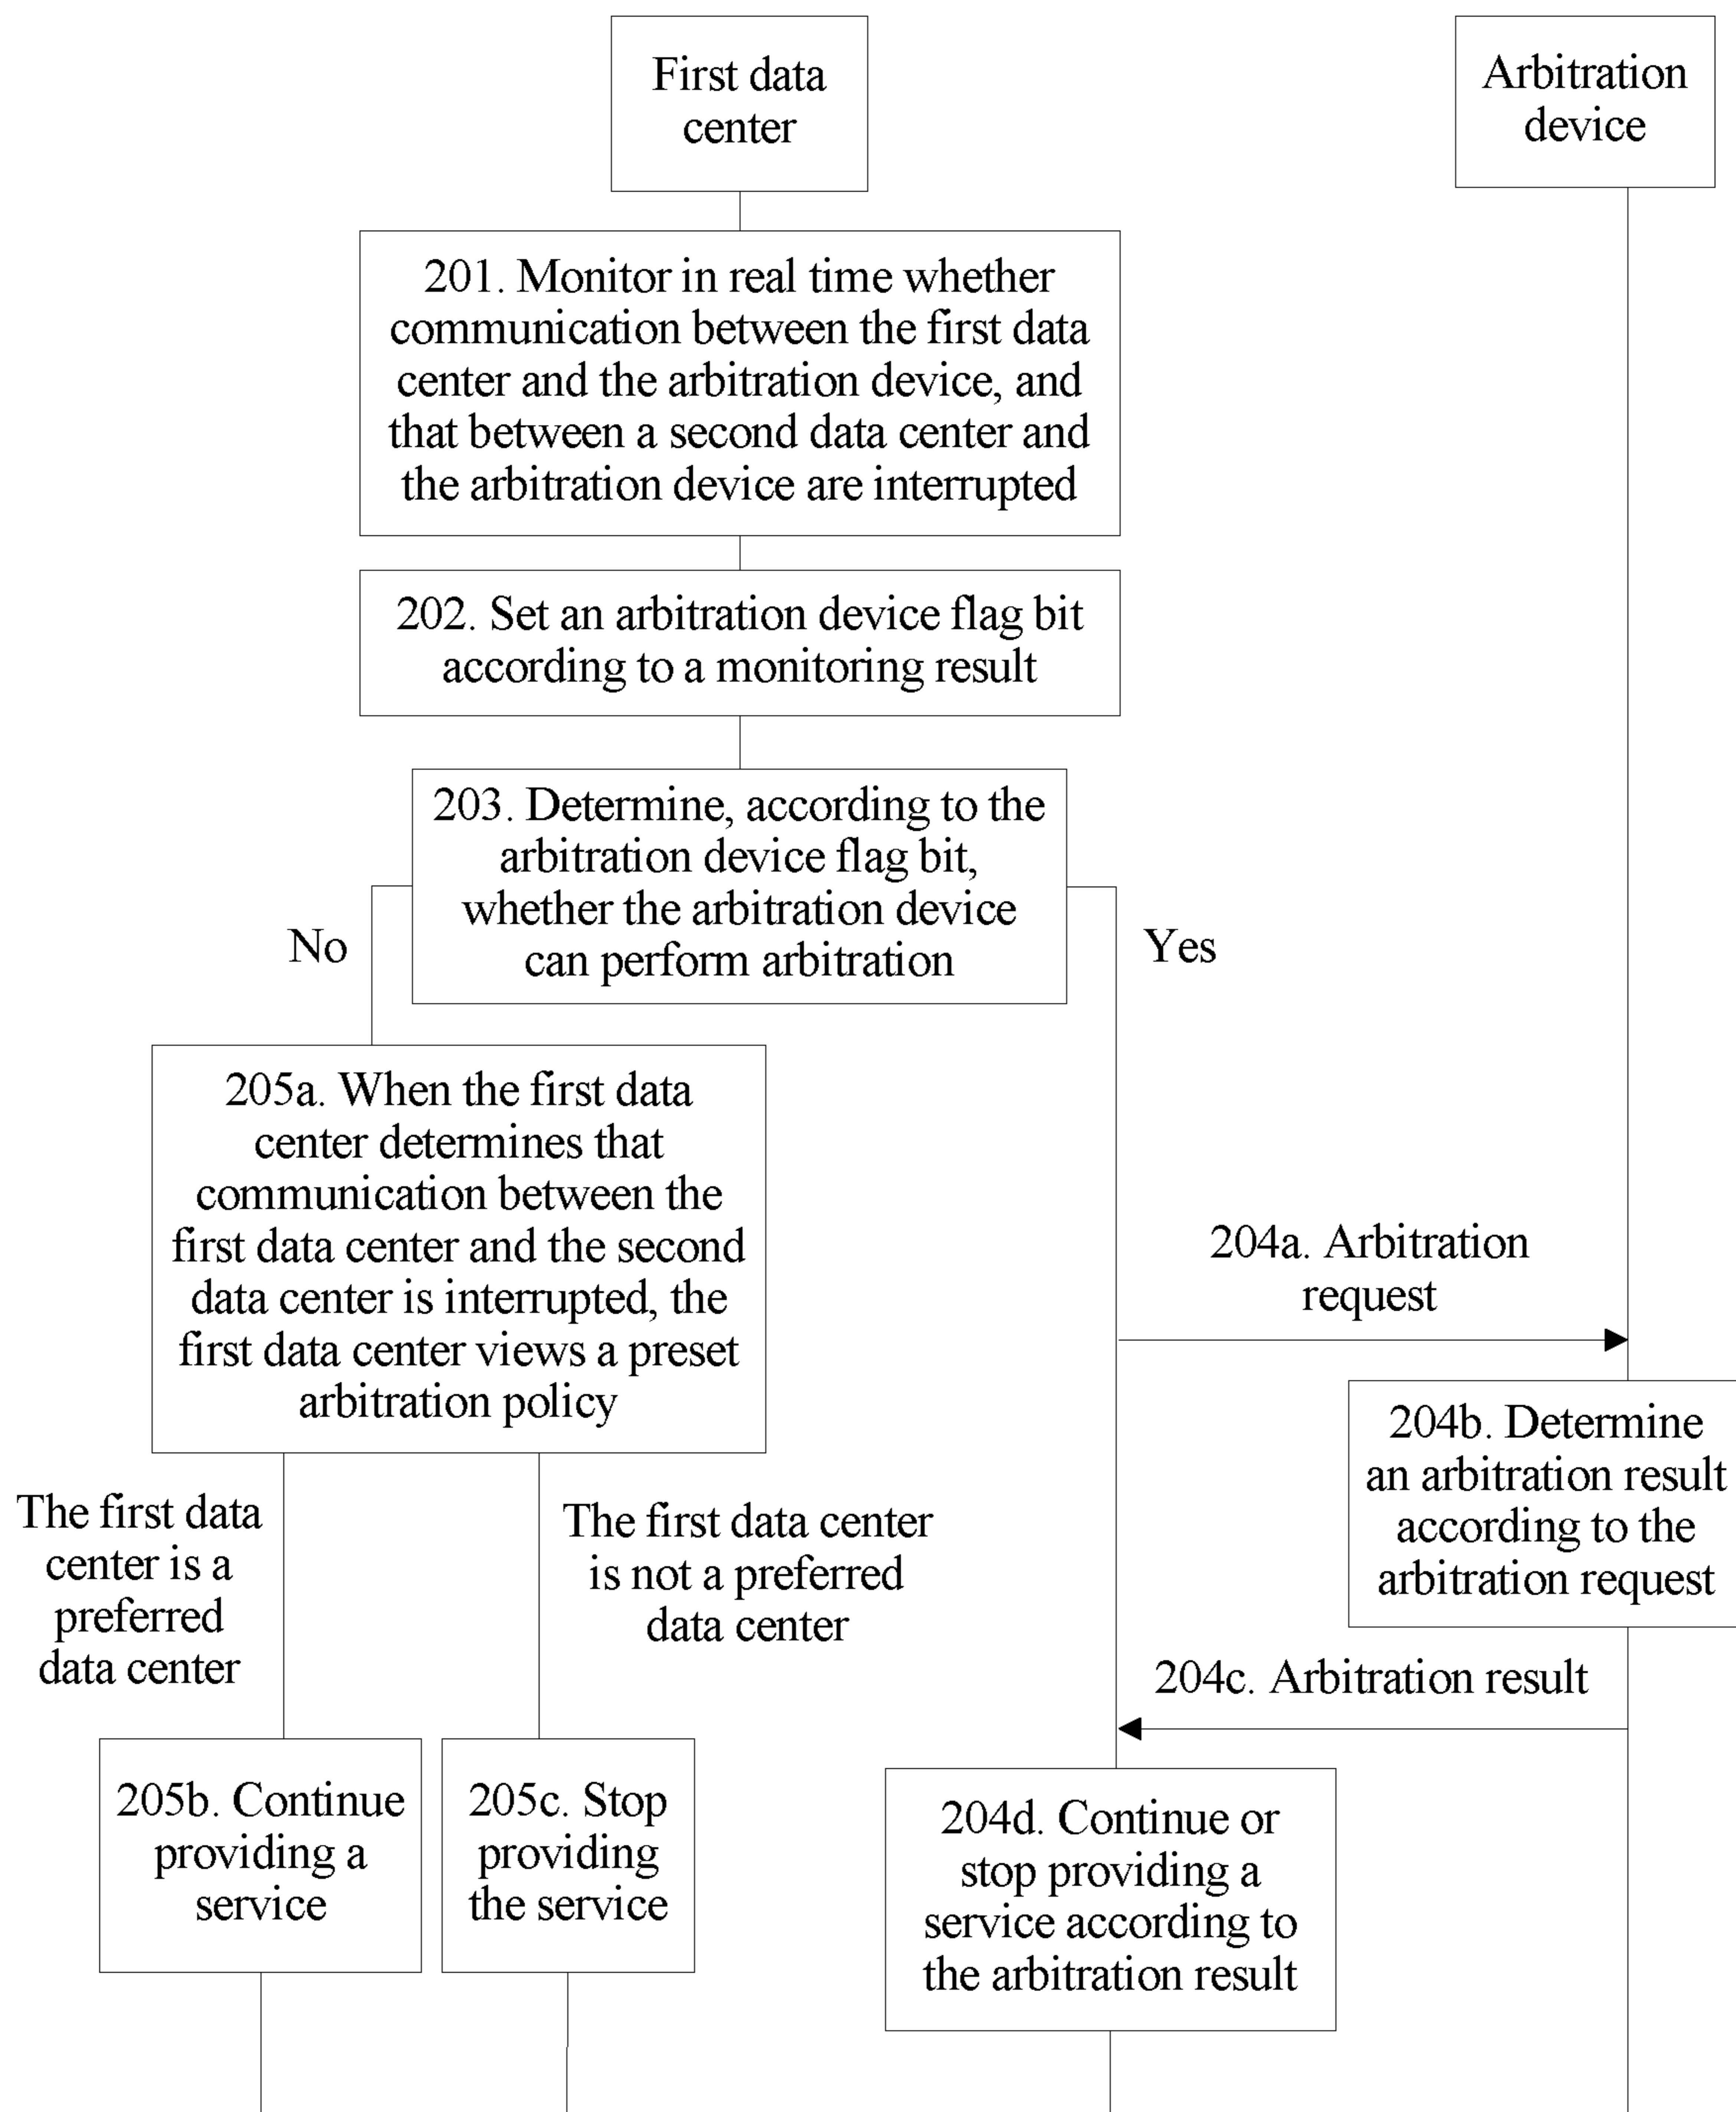 First data
center
Arbitration
device
201. Monitor in real time whether
communication between the first data
center and the arbitration device, and
that between a second data center and
the arbitration device are interrupted
202. Set an arbitration device flag bit
according to a monitoring result
203. Determine, according to the
arbitration device flag bit,
whether the arbitration device
can perform arbitration
No
Yes
205a. When the first data
center determines that
communication between the
first data center and the second
data center is interrupted, the
first data center views a preset
arbitration policy
204a. Arbitration
request
204b. Determine
an arbitration result
according to the
arbitration request
The first data
center is a
preferred
data center
The first data center
is not a preferred
data center
204c. Arbitration result
205b. Continue
providing a
service
205c. Stop
providing
the service
204d. Continue or
stop providing a
service according to
the arbitration result